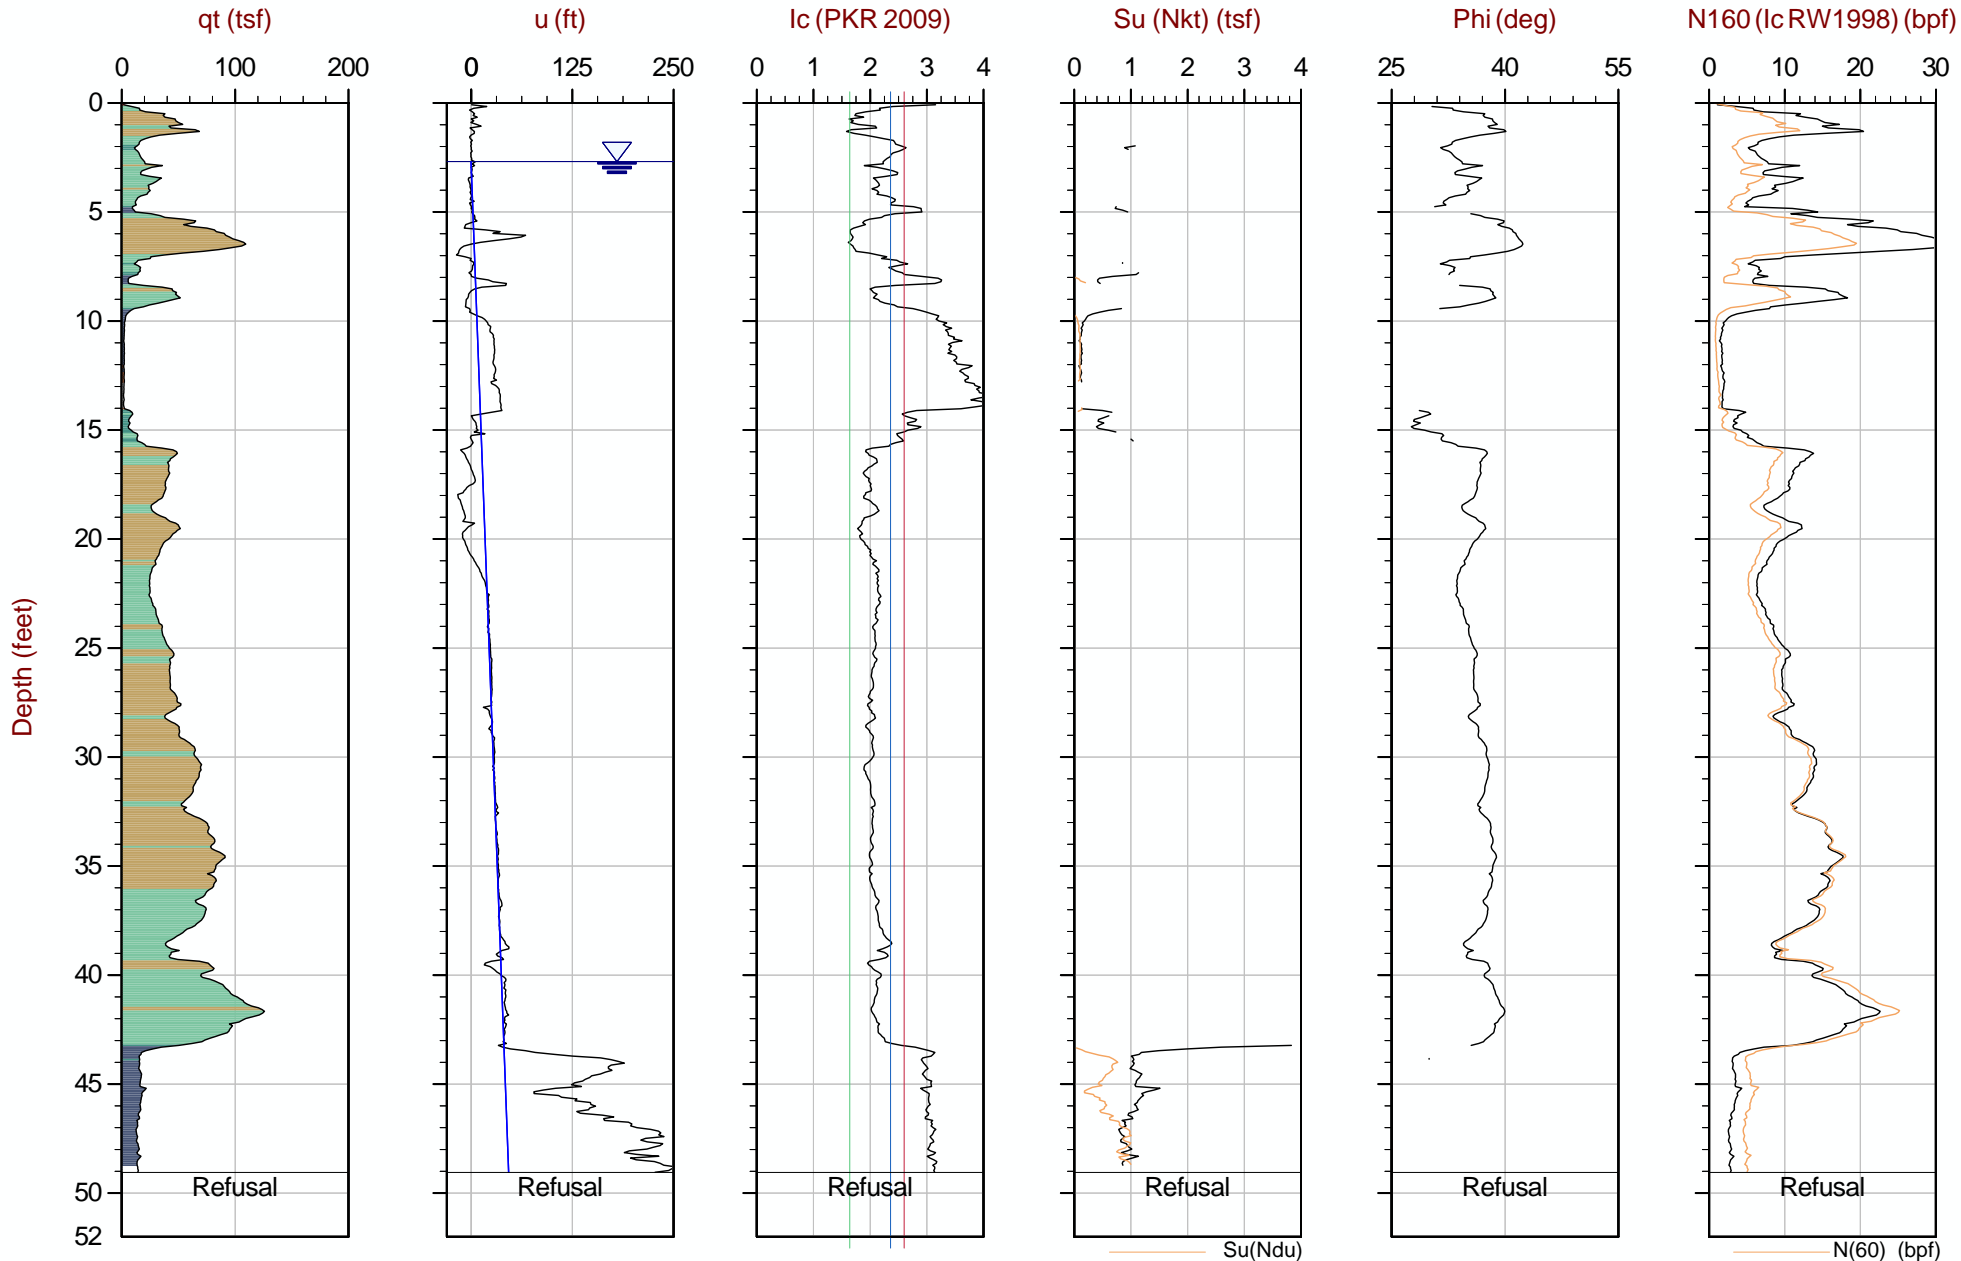 qt (tsf) u (ft) Ic (PKR 2009) Su (Nkt) (tsf) Phi (deg) N160 (Ic RW1998) (bpf)
0 100 200 0 0 125 250 0 1 2 3 4 0 1 2 3 4 25 40 55 0 10 20 30
0
5
10
15
20
25
30
35
40
45
50
52
Depth (feet)
Refusal Refusal Refusal Refusal Refusal Refusal
Su(Ndu) N(60) (bpf)